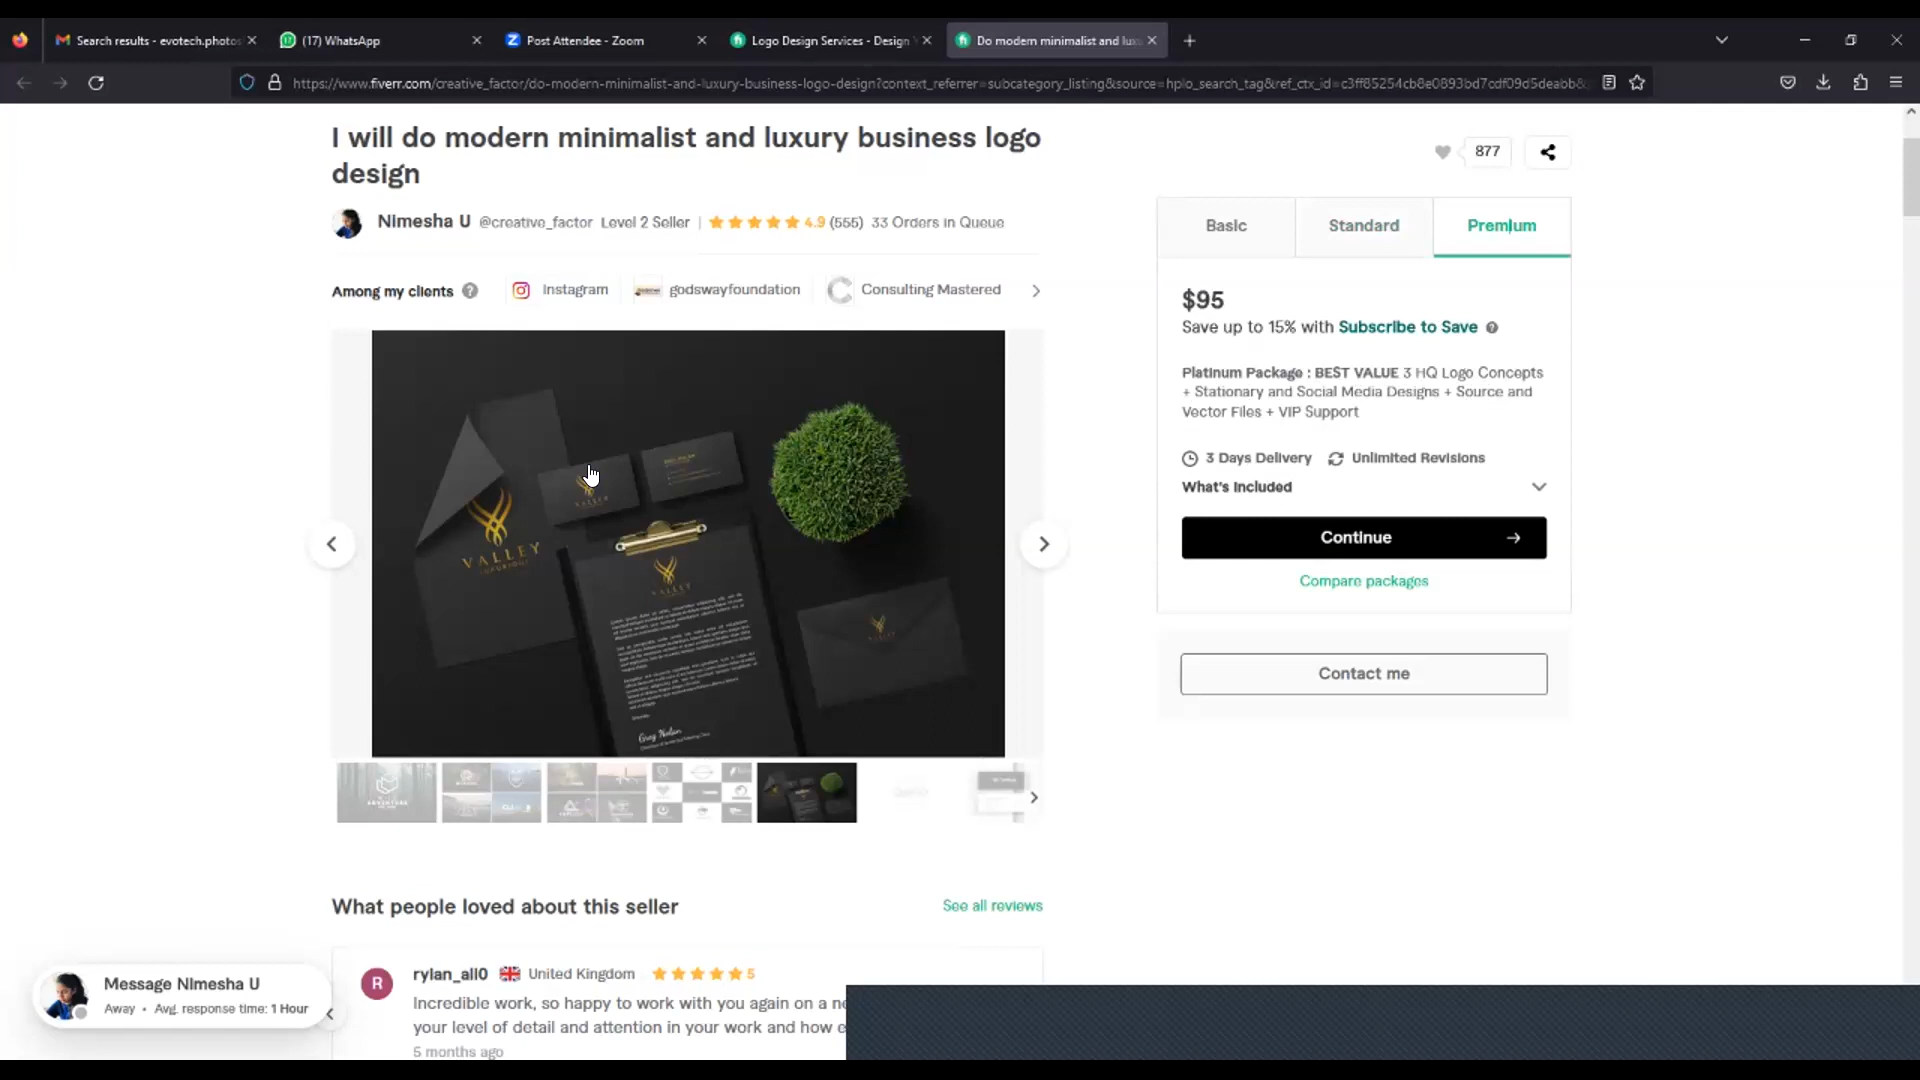 Search results - evotech.photos
(17) WhatsApp
Post Attendee - Zoom
Logo Design Services - Design
Do modern minimalist and lux
https://www.fiverr.com/creative_factor/do-modern-minimalist-and-luxury-business-logo-design?context_referrer=subcategory_listing&source=hplo_search_tag&ref_ctx_id=c3ff85254cb8e0893bd7cdf09d5deabb&
I will do modern minimalist and luxury business logo
design
877
Nimesha U @creative_factor Level 2 Seller | 4.9 (555) 33 Orders in Queue
Among my clients Instagram godswayfoundation Consulting Mastered
Basic Standard Premium
$95
Save up to 15% with Subscribe to Save
Platinum Package : BEST VALUE 3 HQ Logo Concepts
+ Stationary and Social Media Designs + Source and
Vector Files + VIP Support
3 Days Delivery Unlimited Revisions
What's Included
Continue
Compare packages
Contact me
VALLEY
VALLEY
VALLEY
Greg Nolan
ADVENTURE
What people loved about this seller
See all reviews
R
rylan_all0 United Kingdom 5
Incredible work, so happy to work with you again on a
your level of detail and attention in your work and how
5 months ago
Message Nimesha U
Away • Avg. response time: 1 Hour